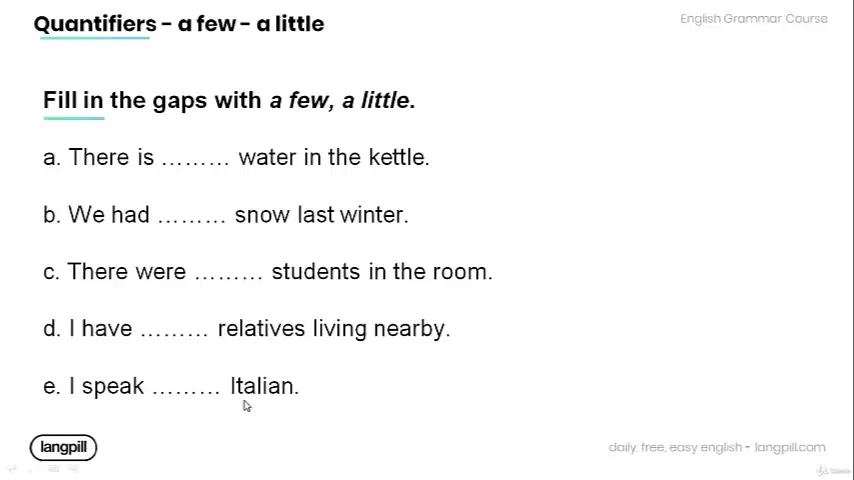 Quantifiers - a few - a little
English Grammar Course
Fill in the gaps with a few, a little.
a. There is ……… water in the kettle.
b. We had ……… snow last winter.
c. There were ……… students in the room.
d. I have ……… relatives living nearby.
e. I speak ……… Italian.
langpill
daily, free, easy english - langpill.com